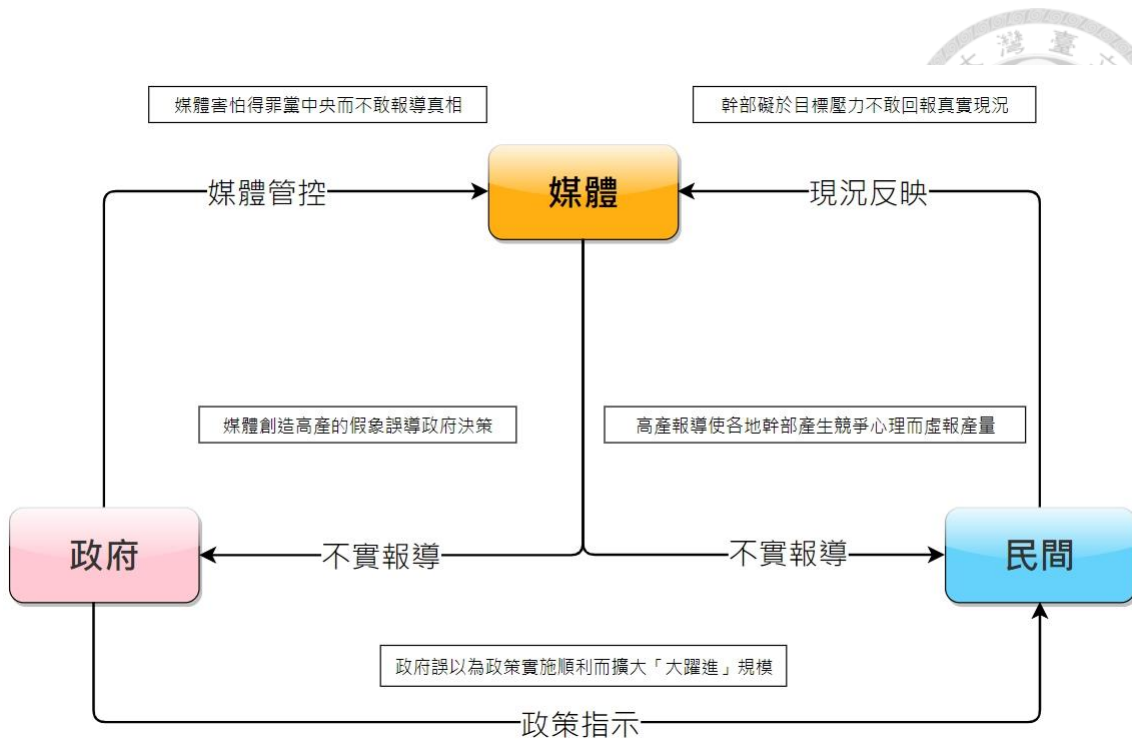 灣臺
媒體害怕得罪黨中央而不敢報導真相
幹部礙於目標壓力不敢回報真實現況
媒體管控
媒體
現況反映
媒體創造高產的假象誤導政府決策
高產報導使各地幹部產生競爭心理而虛報產量
政府
不實報導
不實報導
民間
政府誤以為政策實施順利而擴大「大躍進」規模
政策指示